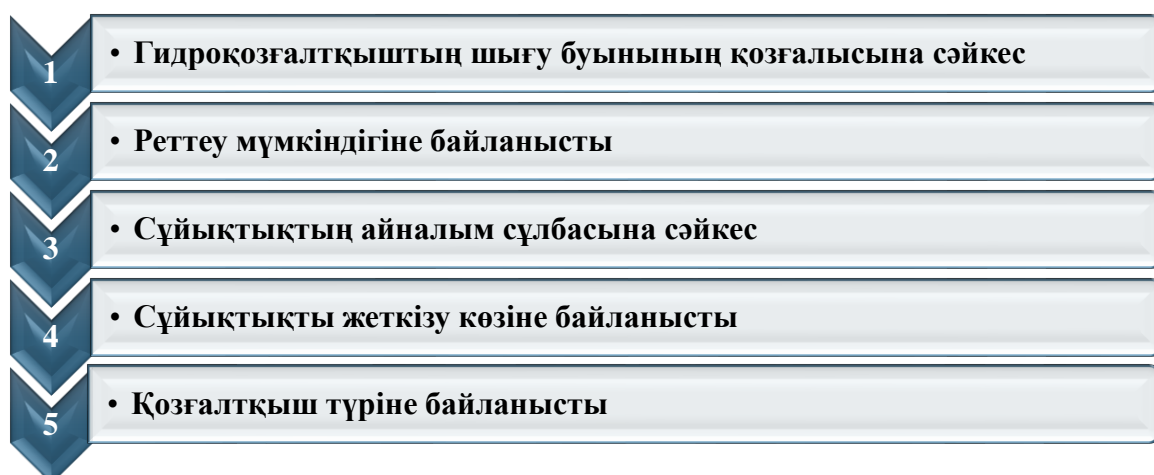 1 • Гидроқозғалтқыштың шығу буынының қозғалысына сәйкес
2 • Реттеу мүмкіндігіне байланысты
3 • Сұйықтықтың айналым сұлбасына сәйкес
4 • Сұйықтықты жеткізу көзіне байланысты
5 • Қозғалтқыш түріне байланысты